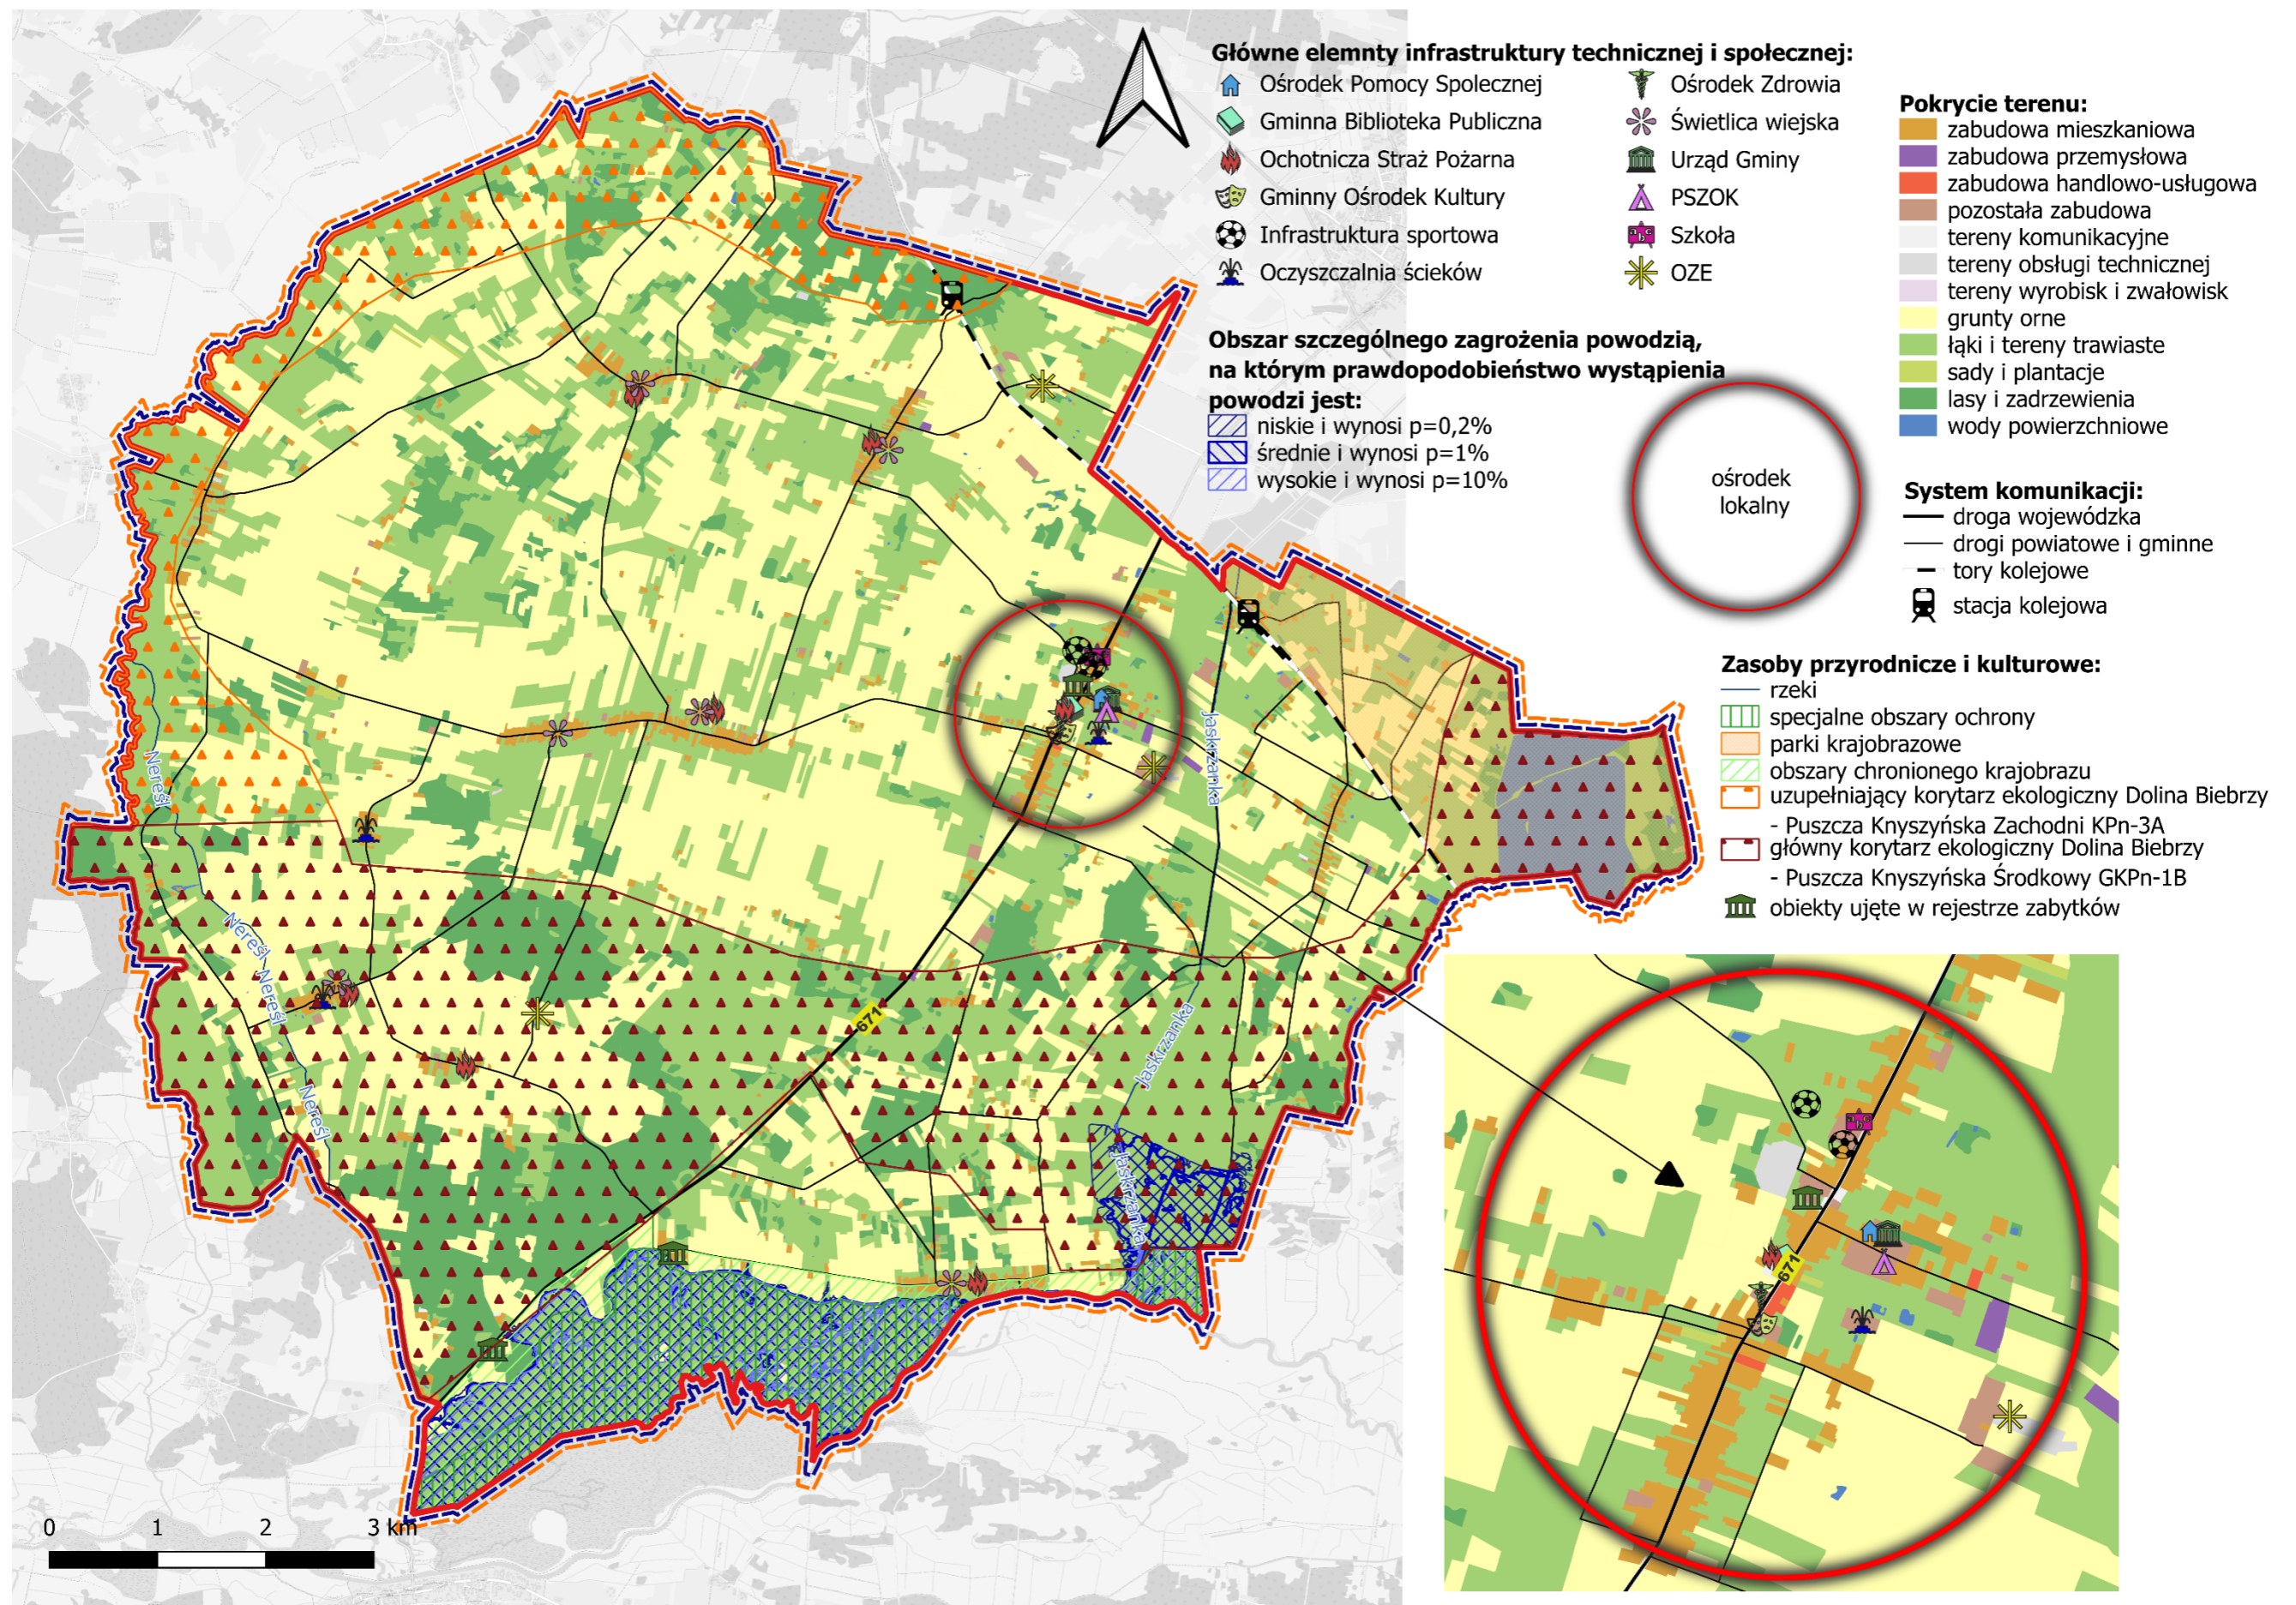 Główne elemnty infrastruktury technicznej i społecznej:
Ośrodek Pomocy Spolecznej
Gminna Biblioteka Publiczna
Ochotnicza Straż Pożarna
Gminny Ośrodek Kultury
Infrastruktura sportowa
Oczyszczalnia ścieków
Ośrodek Zdrowia
Świetlica wiejska
Urząd Gminy
PSZOK
Szkoła
OZE
Obszar szczególnego zagrożenia powodzią,
na którym prawdopodobieństwo wystąpienia
powodzi jest:
niskie i wynosi p=0,2%
średnie i wynosi p=1%
wysokie i wynosi p=10%
ośrodek
lokalny
Pokrycie terenu:
zabudowa mieszkaniowa
zabudowa przemysłowa
zabudowa handlowo-usługowa
pozostała zabudowa
tereny komunikacyjne
tereny obsługi technicznej
tereny wyrobisk i zwałowisk
grunty orne
łąki i tereny trawiaste
sady i plantacje
lasy i zadrzewienia
wody powierzchniowe
System komunikacji:
droga wojewódzka
drogi powiatowe i gminne
tory kolejowe
stacja kolejowa
Zasoby przyrodnicze i kulturowe:
rzeki
specjalne obszary ochrony
parki krajobrazowe
obszary chronionego krajobrazu
uzupełniający korytarz ekologiczny Dolina Biebrzy
- Puszcza Knyszyńska Zachodni KPn-3A
główny korytarz ekologiczny Dolina Biebrzy
- Puszcza Knyszyńska Środkowy GKPn-1B
obiekty ujęte w rejestrze zabytków
Nereśl
Nereśl
Nereśl
Nereśl
Jaskrzanka
Jaskrzanka
Jaskrzanka
671
671
0 1 2 3 km